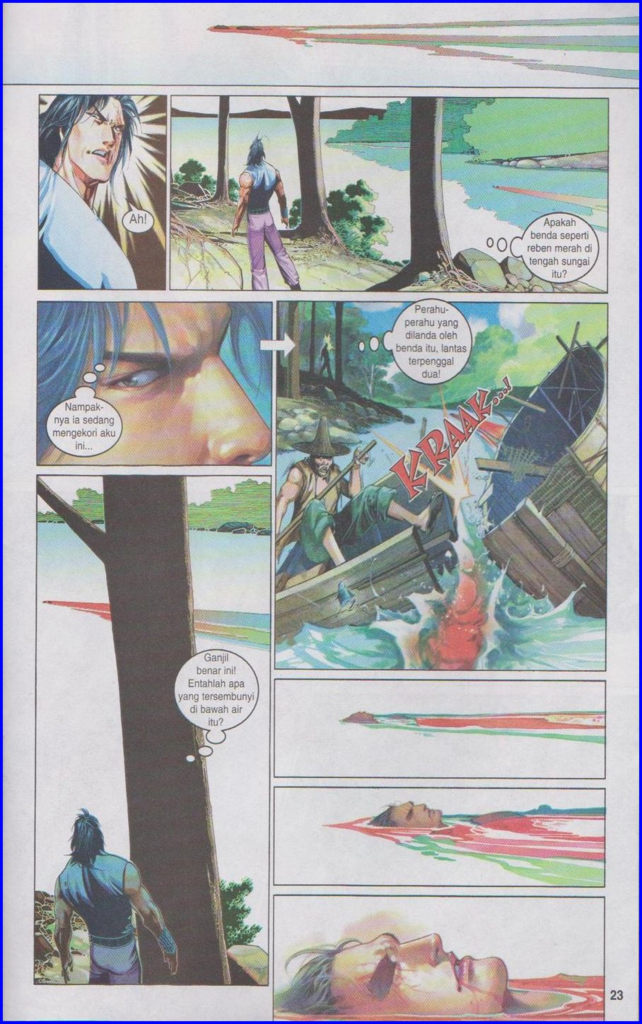 Ah!
Apakah
benda seperti
reben merah di
tengah sungai
itu?
Nampak-
nya ia sedang
mengekori aku
ini...
Perahu-
perahu yang
dilanda oleh
benda itu, lantas
terpenggal
dua!
KRAAK...!
Ganjil
benar ini!
Entahlah apa
yang tersembunyi
di bawah air
itu?
23